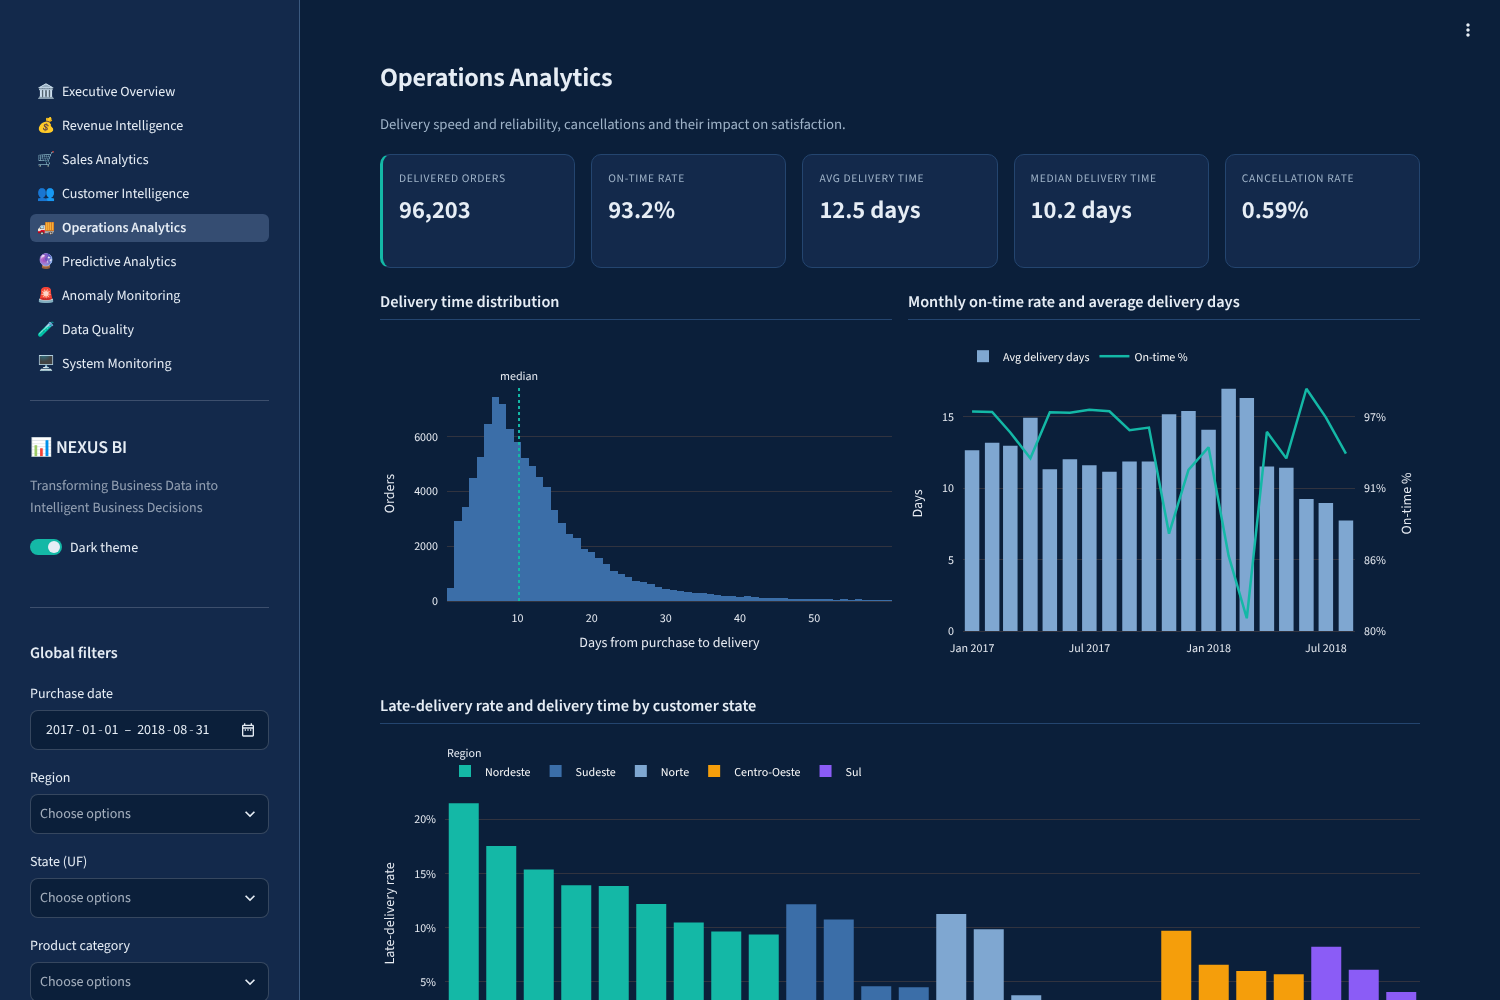 Executive Overview
Revenue Intelligence
Sales Analytics
Customer Intelligence
Operations Analytics
Predictive Analytics
Anomaly Monitoring
Data Quality
System Monitoring
NEXUS BI
Transforming Business Data into
Intelligent Business Decisions
Dark theme
Global filters
Purchase date
2017-01-01 – 2018-08-31
Region
Choose options
State (UF)
Choose options
Product category
Choose options
Operations Analytics
Delivery speed and reliability, cancellations and their impact on satisfaction.
DELIVERED ORDERS
96,203
ON-TIME RATE
93.2%
AVG DELIVERY TIME
12.5 days
MEDIAN DELIVERY TIME
10.2 days
CANCELLATION RATE
0.59%
Delivery time distribution
median
Orders
6000
4000
2000
0
10 20 30 40 50
Days from purchase to delivery
Monthly on-time rate and average delivery days
Avg delivery days On-time %
Days
15
10
5
0
97%
91%
86%
80%
On-time %
Jan 2017 Jul 2017 Jan 2018 Jul 2018
Late-delivery rate and delivery time by customer state
Region
Nordeste Sudeste Norte Centro-Oeste Sul
Late-delivery rate
20%
15%
10%
5%